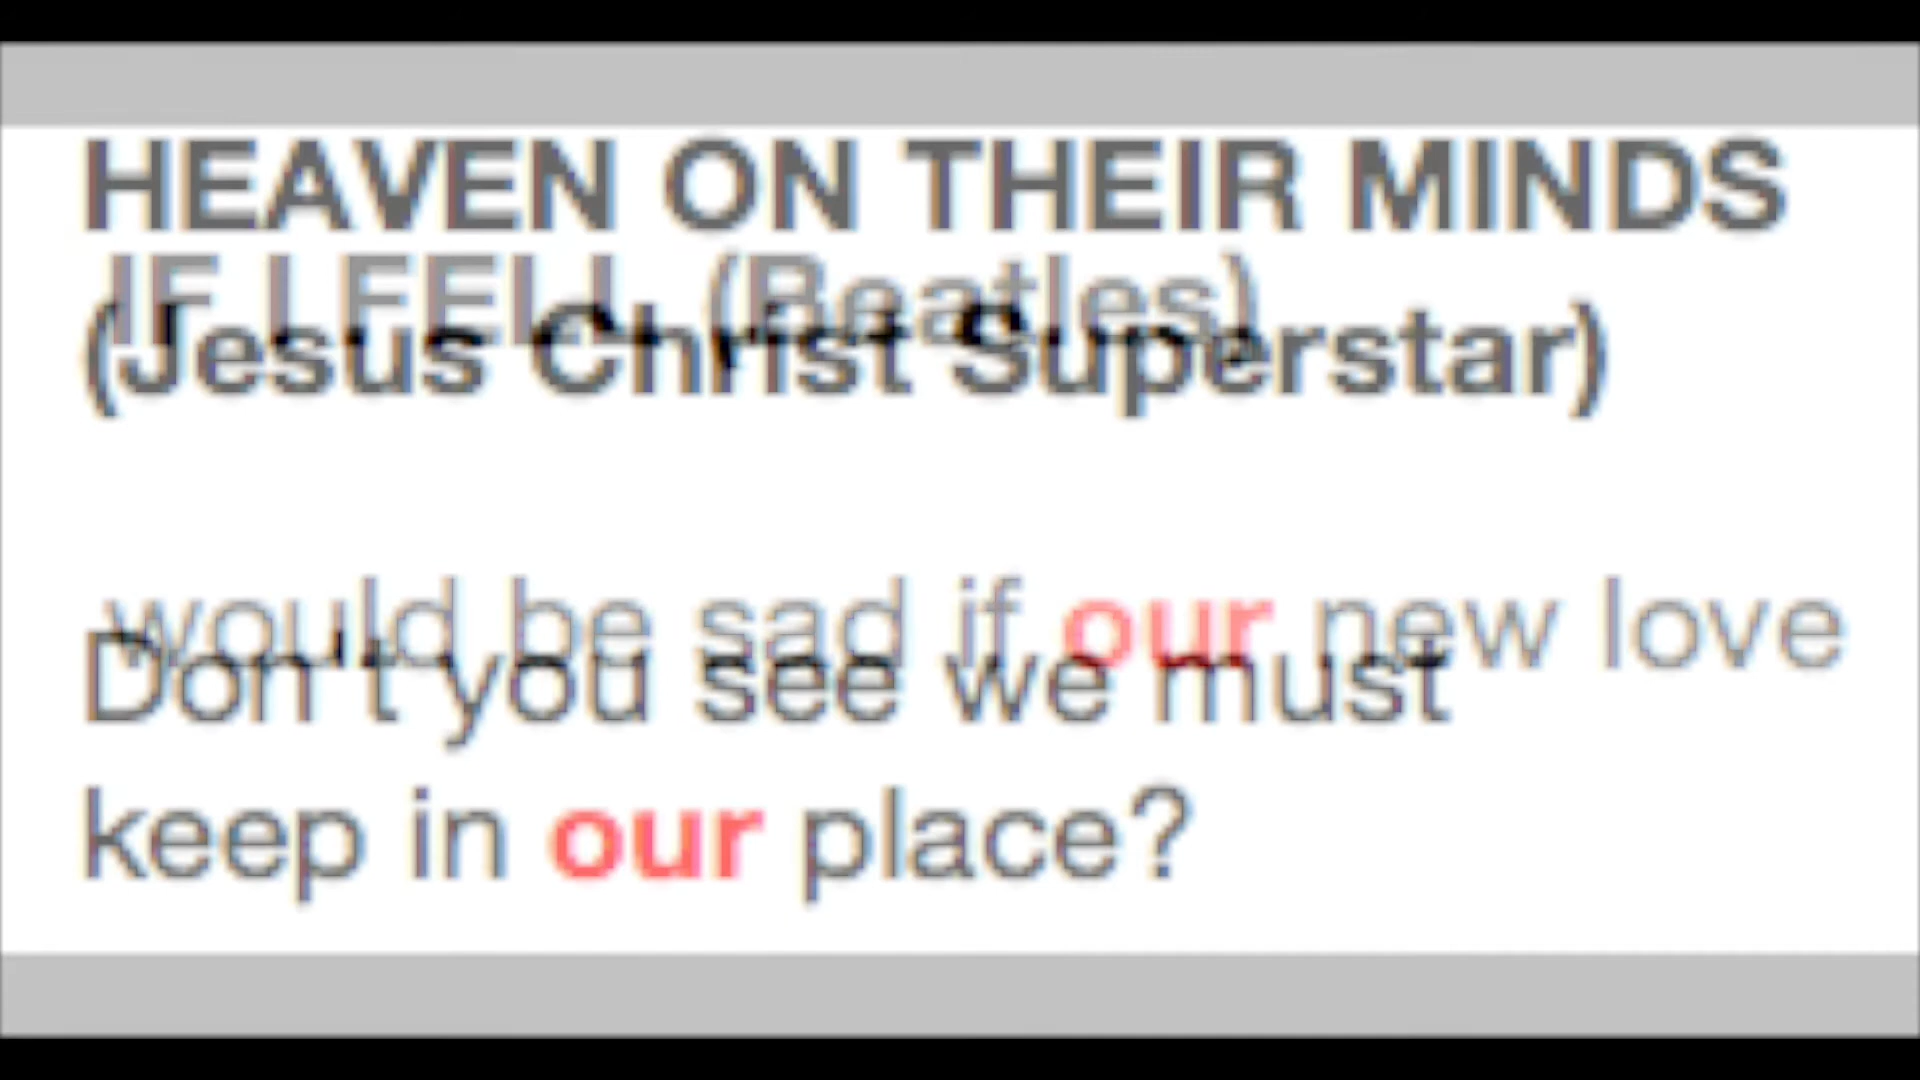 HEAVEN ON THEIR MINDS
IF I FELL (Beatles)
(Jesus Christ Superstar)
would be sad if our new love
Don't you see we must
keep in our place?